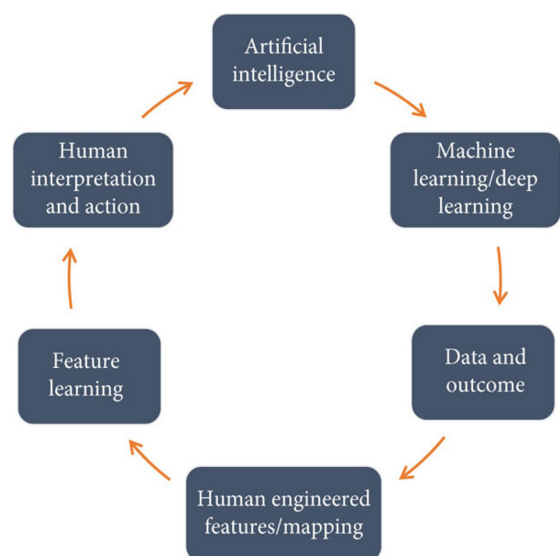 Artificial
intelligence
Machine
learning/deep
learning
Data and
outcome
Human engineered
features/mapping
Feature
learning
Human
interpretation
and action